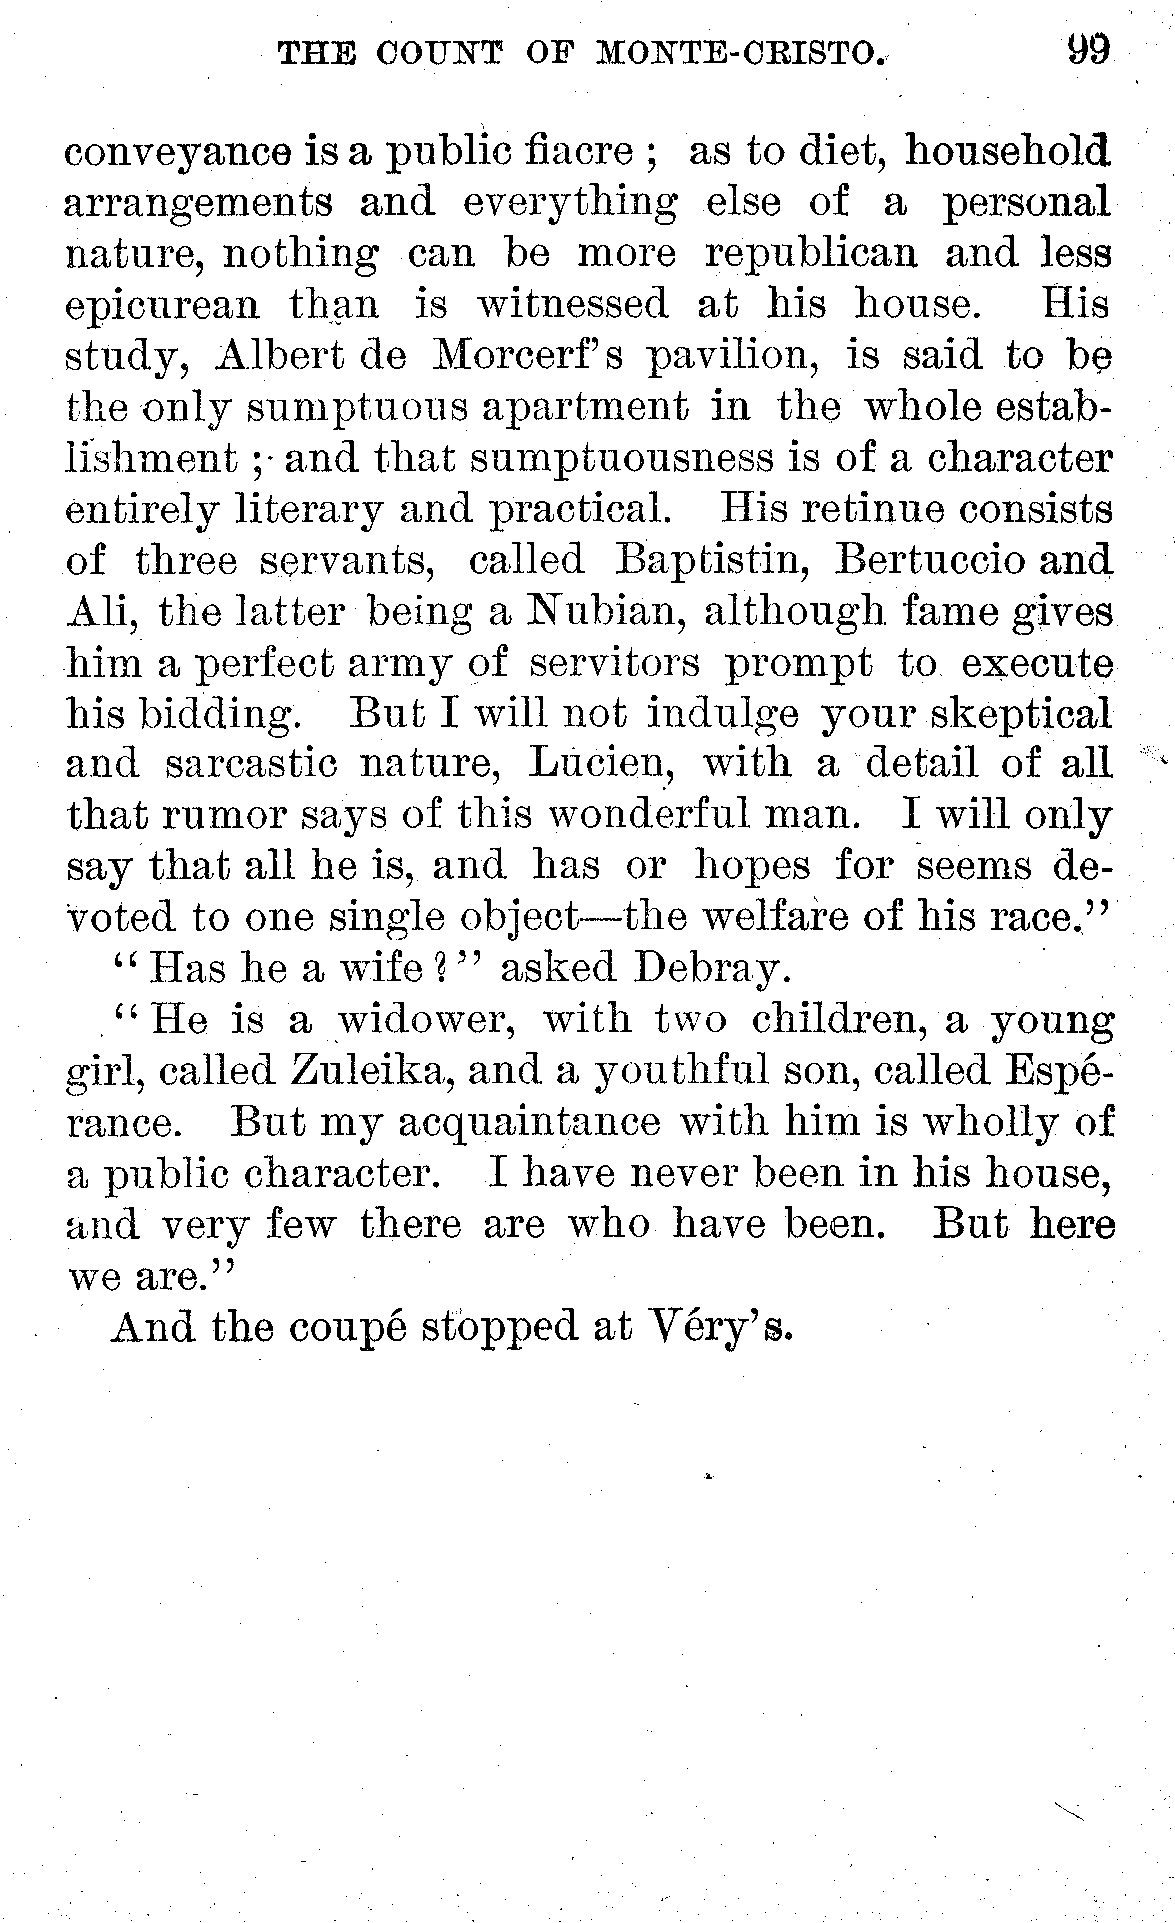 THE COUNT OF MONTE-CRISTO. 99
conveyance is a public fiacre ; as to diet, household
arrangements and everything else of a personal
nature, nothing can be more republican and less
epicurean than is witnessed at his house. His
study, Albert de Morcerf's pavilion, is said to be
the only sumptuous apartment in the whole estab-
lishment ; and that sumptuousness is of a character
entirely literary and practical. His retinue consists
of three servants, called Baptistin, Bertuccio and
Ali, the latter being a Nubian, although fame gives
him a perfect army of servitors prompt to execute
his bidding. But I will not indulge your skeptical
and sarcastic nature, Lucien, with a detail of all
that rumor says of this wonderful man. I will only
say that all he is, and has or hopes for seems de-
voted to one single object—the welfare of his race."
"Has he a wife?" asked Debray.
"He is a widower, with two children, a young
girl, called Zuleika, and a youthful son, called Espé-
rance. But my acquaintance with him is wholly of
a public character. I have never been in his house,
and very few there are who have been. But here
we are."
And the coupé stopped at Véry's.